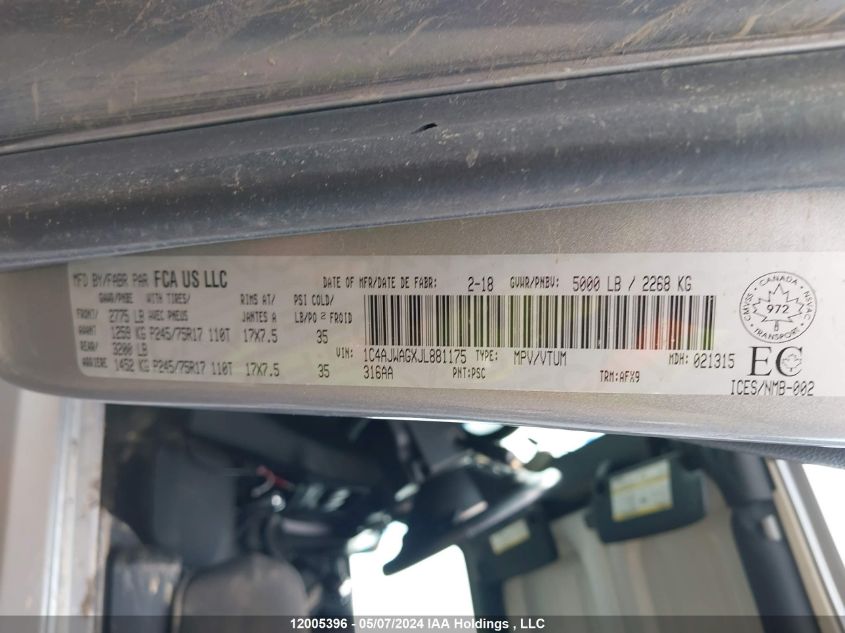 MFD BY/FABR PAR FCA US LLC DATE OF MFR/DATE DE FABR: 2-18 GVWR/PNBV: 5000 LB / 2268 KG
GAWR/PNBE WITH TIRES/ RIMS AT/ PSI COLD/
FRONT/ 2775 LB AVEC PNEUS JANTES A LB/PO² FROID
AVANT 1259 KG P245/75R17 110T 17X7.5 35
REAR/ 3200 LB
ARRIERE 1452 KG P245/75R17 110T 17X7.5 35
VIN: 1C4AJWAGXJL881175 TYPE: MPV/VTUM MDH: 021315
316AA PNT:PSC TRM:AFX9
CANADA
CMVSS NSVAC
972
TRANSPORT
EC
ICES/NMB-002
12005396 - 05/07/2024 IAA Holdings , LLC